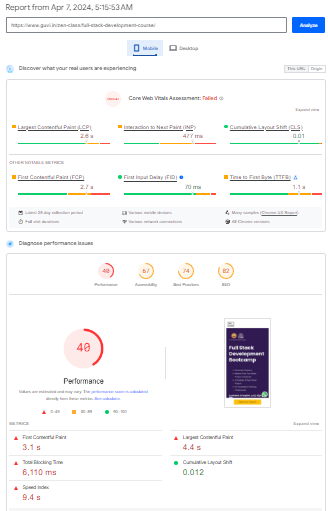 Report from Apr 7, 2024, 5:15:53 AM
https://www.guvi.in/zen-class/full-stack-development-course/
Analyze
Mobile
Desktop
Discover what your real users are experiencing
This URL
Origin
Core Web Vitals Assessment: Failed
Expand view
Largest Contentful Paint (LCP)
2.6 s
Interaction to Next Paint (INP)
477 ms
Cumulative Layout Shift (CLS)
0.01
OTHER NOTABLE METRICS
First Contentful Paint (FCP)
2.7 s
First Input Delay (FID)
70 ms
Time to First Byte (TTFB)
1.1 s
Latest 28-day collection period
Various mobile devices
Many samples (Chrome UX Report)
Full visit durations
Various network connections
All Chrome versions
Diagnose performance issues
40
Performance
67
Accessibility
74
Best Practices
82
SEO
40
Performance
Values are estimated and may vary. The performance score is calculated
directly from these metrics. See calculator.
0–49
50–89
90–100
Full Stack
Development
Bootcamp
METRICS
Expand view
First Contentful Paint
3.1 s
Largest Contentful Paint
4.4 s
Total Blocking Time
6,110 ms
Cumulative Layout Shift
0.012
Speed Index
9.4 s